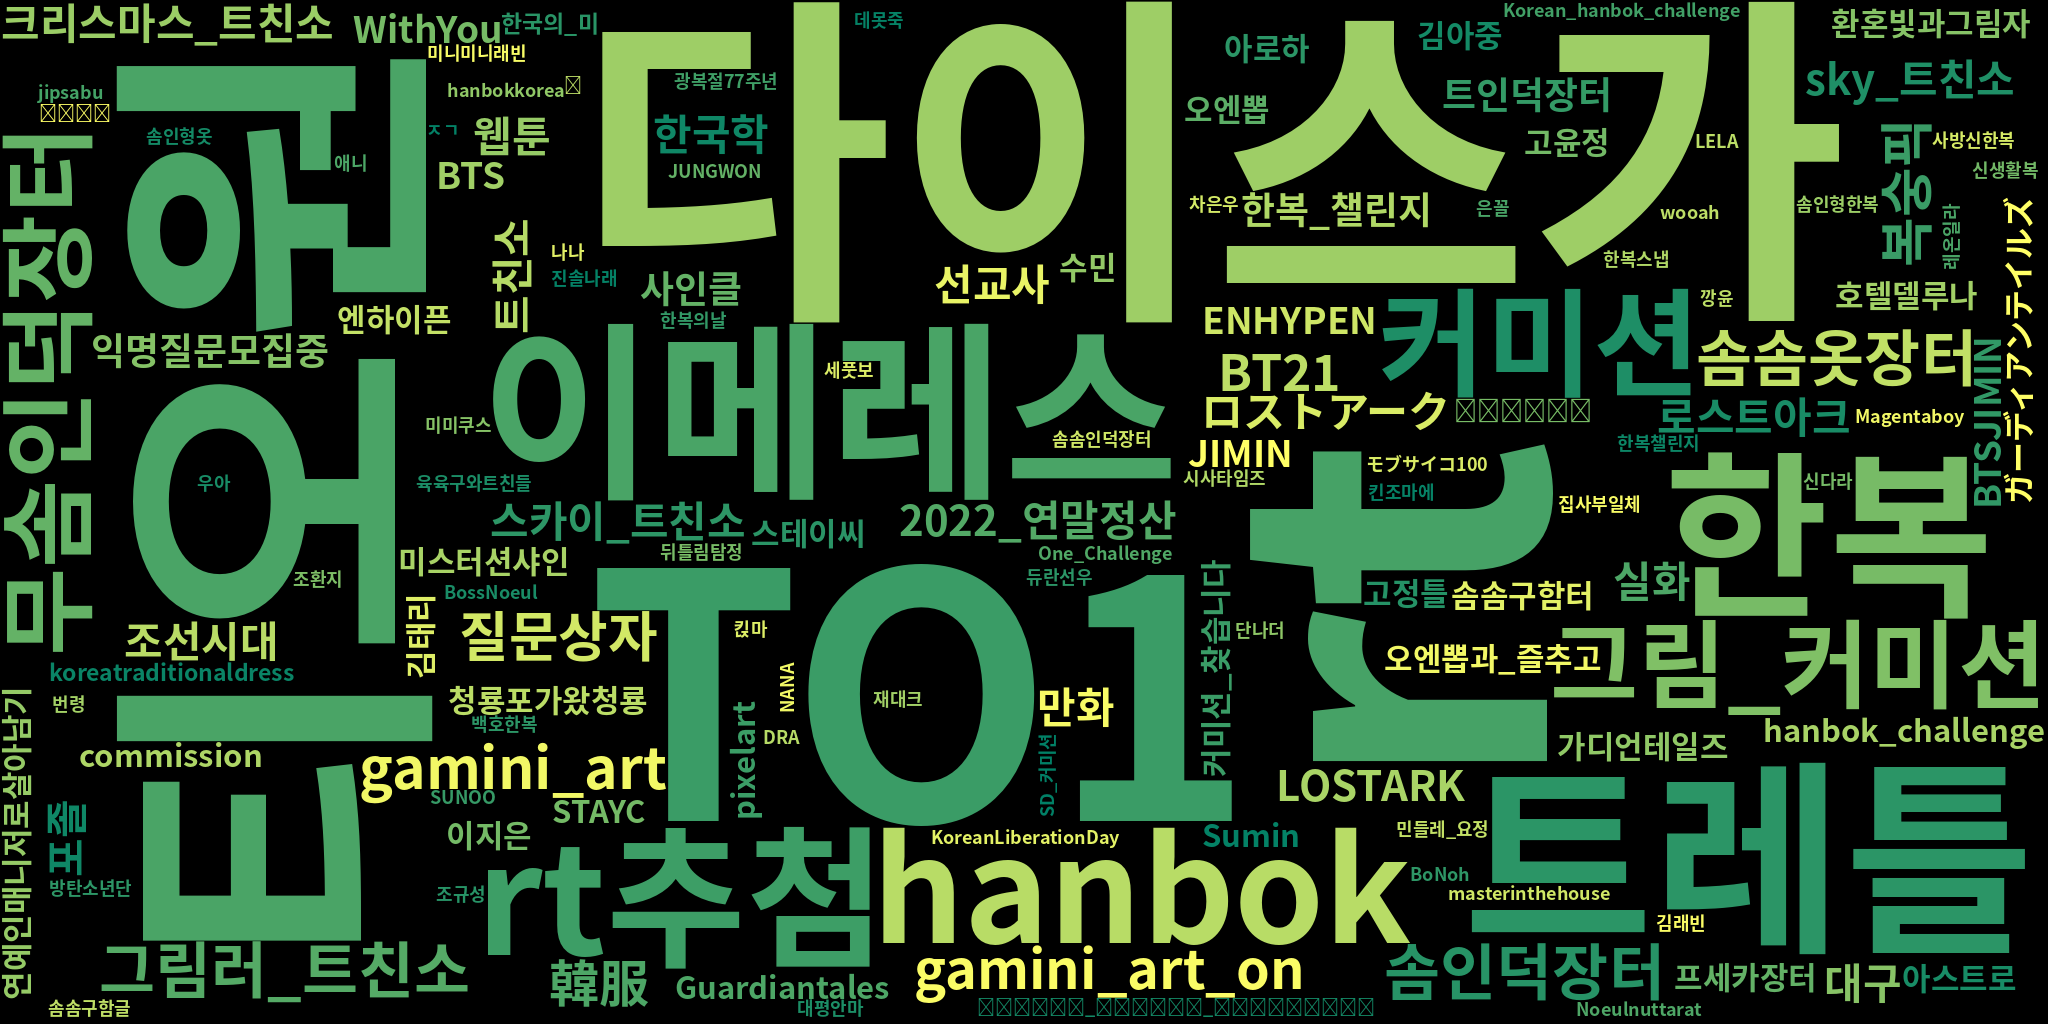 크리스마스_트친소
WithYou
한국의_미
데못죽
Korean_hanbok_challenge
환혼빛과그림자
미니미니래빈
아로하
김아중
jipsabu
hanbokkorea
광복절77주년
다이스가
트인덕장터
sky_트친소
오엔뽑
솜인형옷
ㅈㄱ
웹툰
한국학
고윤정
LELA
사방신한복
애니
BTS
JUNGWON
신생활복
복숭픽
차은우
한복_챌린지
은꼴
wooah
솜인형한복
레온일라
무솜인덕장터
트친소
나나
진솔나래
사인클
선교사
수민
한복스냅
ガーディアンテイルズ
엔하이픈
한복의날
ENHYPEN
커미션
깡윤
호텔델루나
익명질문모집중
이메레스
세풋보
BT21
솜솜옷장터
BTSJIMIN
ロストアーク
로스트아크
Magentaboy
미미쿠스
솜솜인덕장터
JIMIN
한복챌린지
우아
육육구와트친들
시사타임즈
モブサイコ100
킨조마에
신다라
집사부일체
한복
스카이_트친소
스테이씨
2022_연말정산
뒤틀림탐정
One_Challenge
미스터션샤인
조환지
BossNoeul
듀란선우
고정틀
솜솜구함터
실화
김태리
질문상자
TO1
킧마
커미션_찾습니다
단나더
조선시대
koreatraditionaldress
오엔뽑과_즐추고
그림_커미션
번령
청룡포가왔청룡
백호한복
NANA
재대크
만화
pixelart
DRA
SD_커미션
가디언테일즈
hanbok_challenge
commission
gamini_art
SUNOO
STAYC
LOSTARK
트레틀
연예인매니저로살아남기
포졸
이지은
rt추첨
KoreanLiberationDay
hanbok
Sumin
민들레_요정
방탄소년단
조규성
BoNoh
masterinthehouse
김래빈
그림러_트친소
韓服
Guardiantales
gamini_art_on
솜인덕장터
프세카장터
대구
아스트로
솜솜구함글
대평안마
Noeulnuttarat